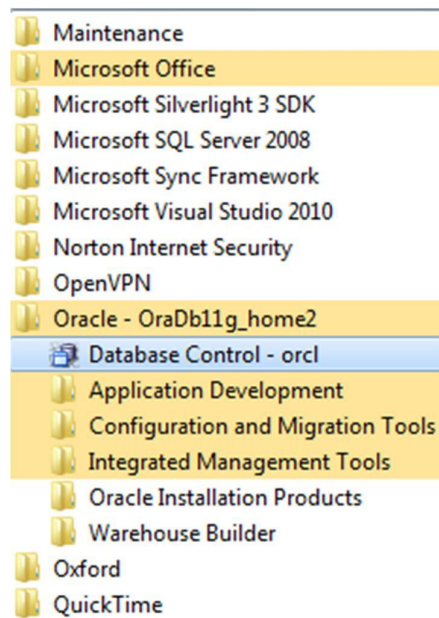 Maintenance
Microsoft Office
Microsoft Silverlight 3 SDK
Microsoft SQL Server 2008
Microsoft Sync Framework
Microsoft Visual Studio 2010
Norton Internet Security
OpenVPN
Oracle - OraDb11g_home2
Database Control - orcl
Application Development
Configuration and Migration Tools
Integrated Management Tools
Oracle Installation Products
Warehouse Builder
Oxford
QuickTime